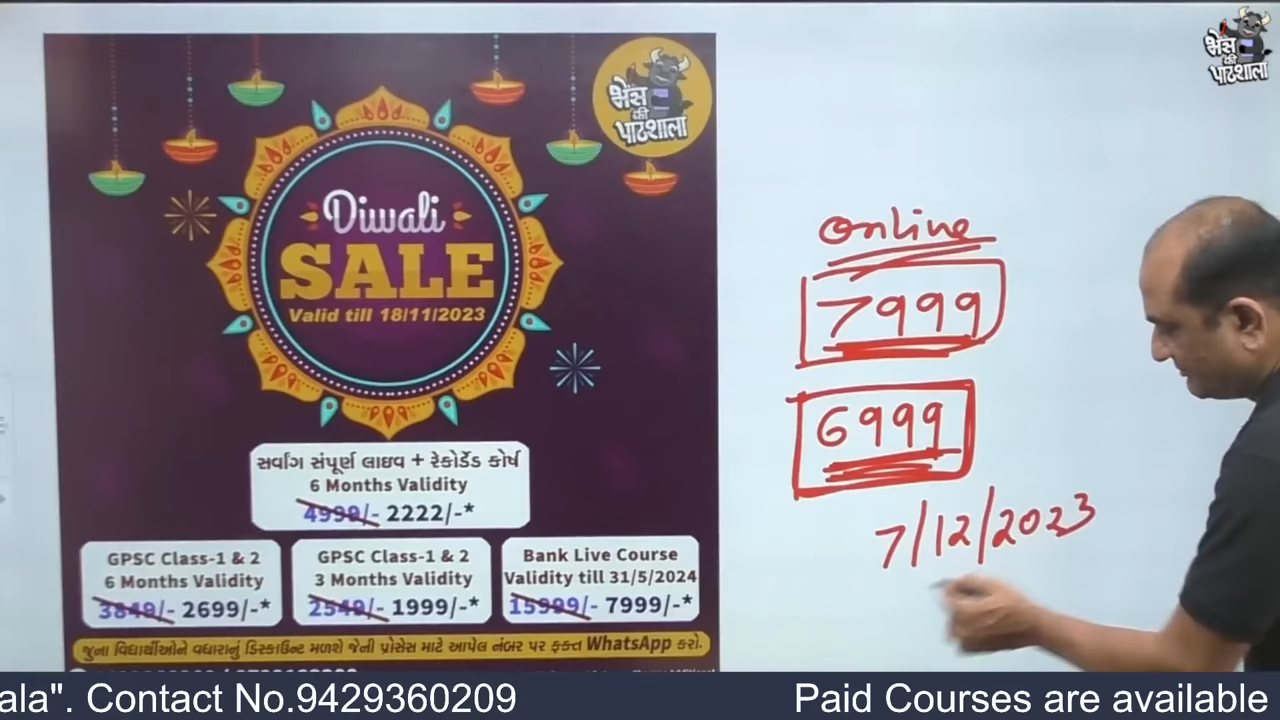 भैंस
की
पाठशाला
भैंस
की
पाठशाला
Diwali
SALE
Valid till 18/11/2023
સર્વાંગ સંપૂર્ણ લાઇવ + રેકોર્ડેડ કોર્ષ
6 Months Validity
4999/- 2222/-*
GPSC Class-1 & 2
6 Months Validity
3849/- 2699/-*
GPSC Class-1 & 2
3 Months Validity
2549/- 1999/-*
Bank Live Course
Validity till 31/5/2024
15999/- 7999/-*
જુના વિદ્યાર્થીઓને વધારાનું ડિસ્કાઉન્ટ મળશે જેની પ્રોસેસ માટે આપેલ નંબર પર ફક્ત WhatsApp કરો.
Online
7999
6999
7/12/2023
ala". Contact No.9429360209
Paid Courses are available